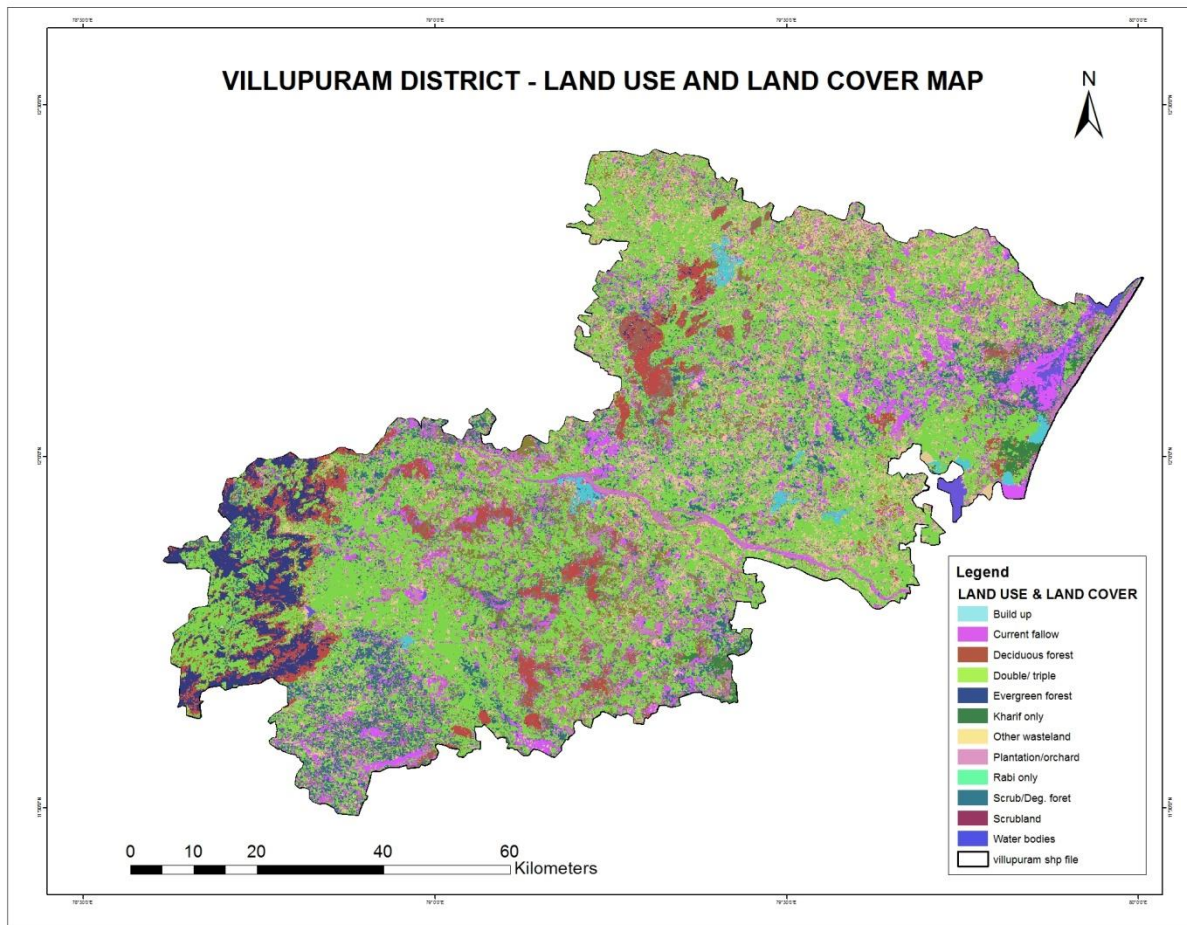 VILLUPURAM DISTRICT - LAND USE AND LAND COVER MAP
N
Legend
LAND USE & LAND COVER
Build up
Current fallow
Deciduous forest
Double/ triple
Evergreen forest
Kharif only
Other wasteland
Plantation/orchard
Rabi only
Scrub/Deg. foret
Scrubland
Water bodies
villupuram shp file
0 10 20 40 60
Kilometers